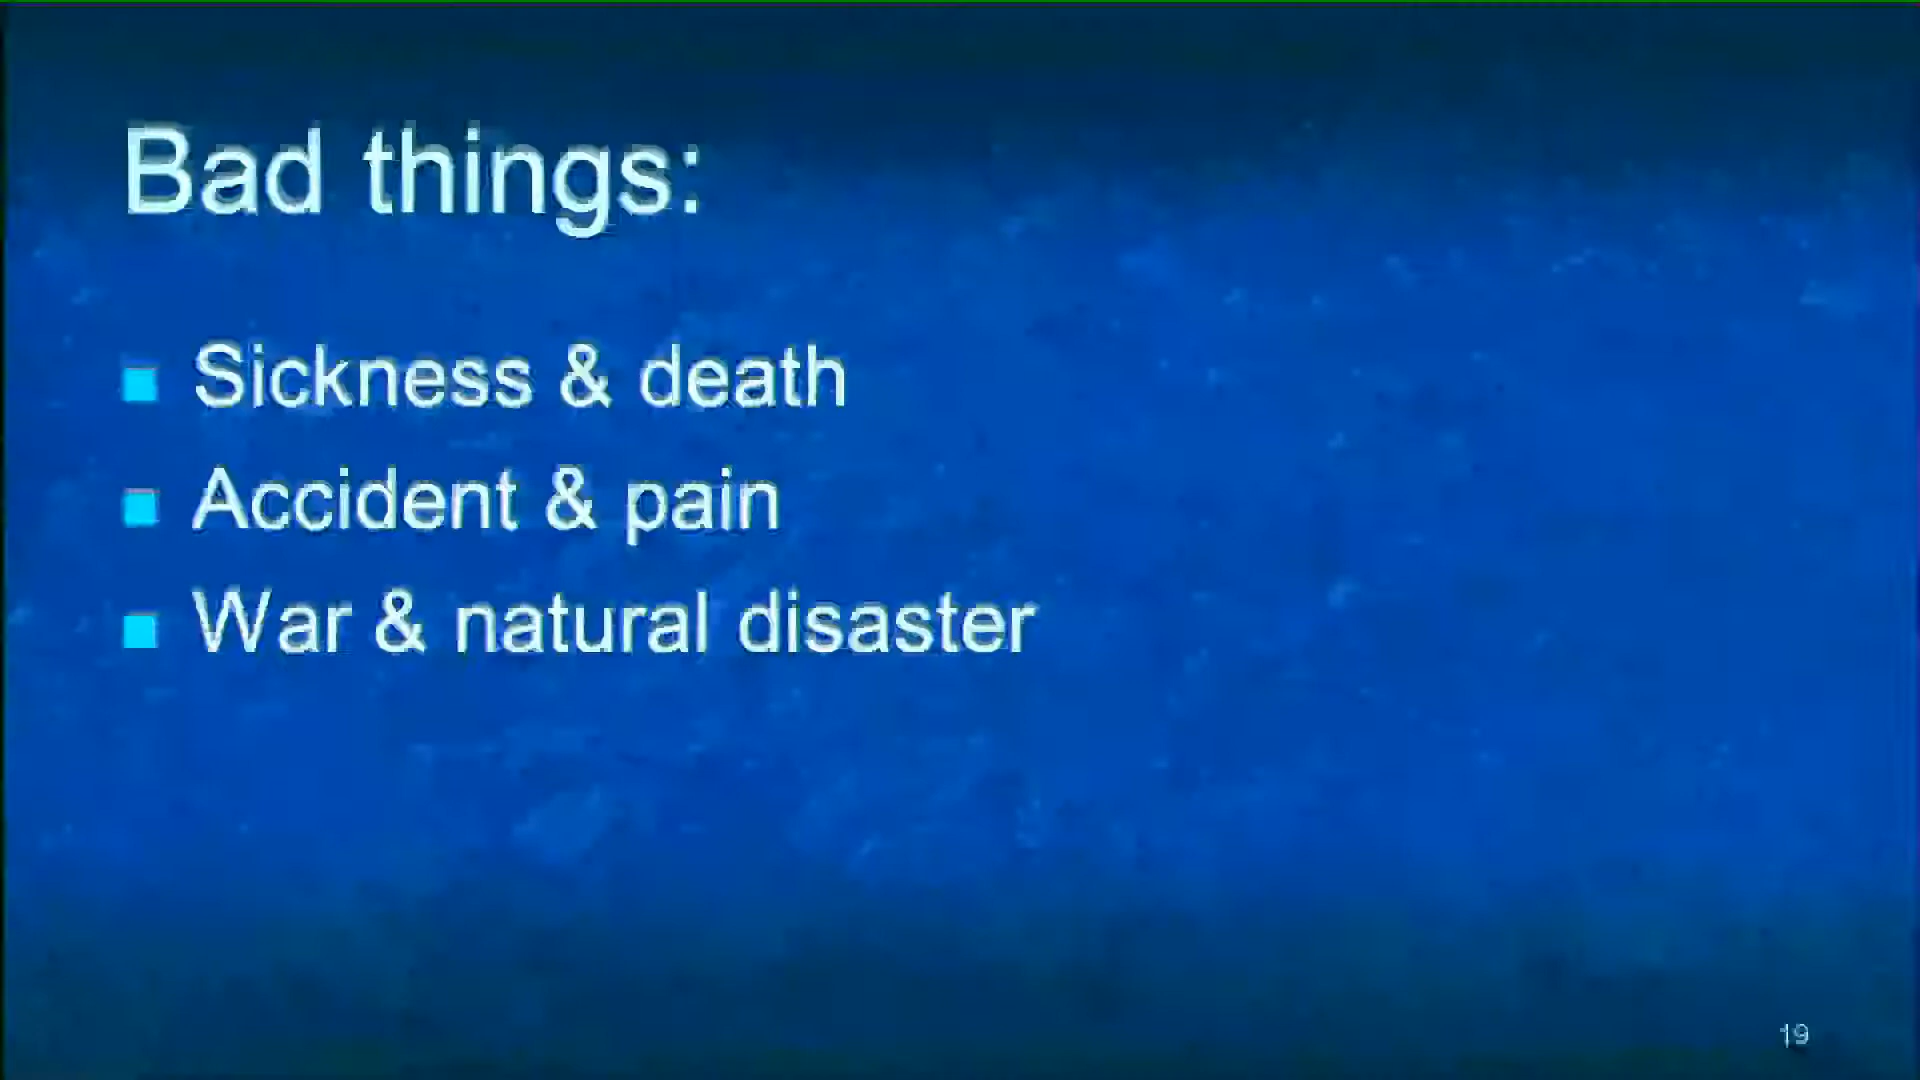 Bad things:
Sickness & death
Accident & pain
War & natural disaster
19